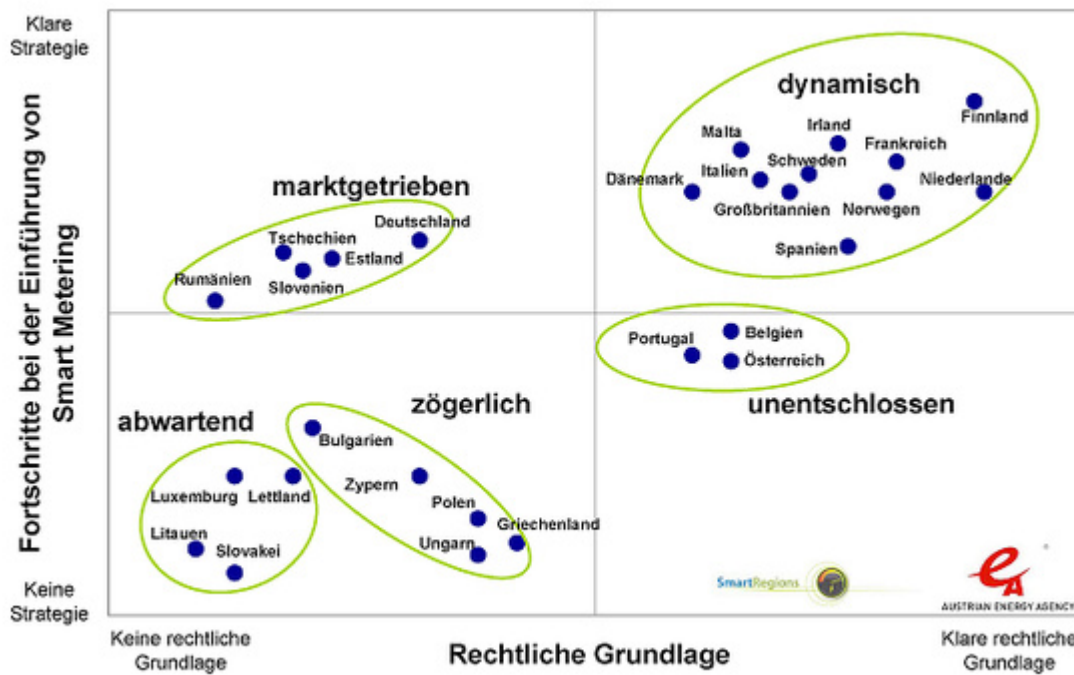 Klare
Strategie
Fortschritte bei der Einführung von
Smart Metering
Keine
Strategie
dynamisch
Finnland
Malta
Irland
Frankreich
Italien
Schweden
Dänemark
Niederlande
Großbritannien
Norwegen
Spanien
marktgetrieben
Deutschland
Tschechien
Estland
Rumänien
Slovenien
Portugal
Belgien
Österreich
unentschlossen
zögerlich
Bulgarien
Zypern
Polen
Griechenland
Ungarn
abwartend
Luxemburg
Lettland
Litauen
Slovakei
SmartRegions
eA
AUSTRIAN ENERGY AGENCY
Keine rechtliche
Grundlage
Rechtliche Grundlage
Klare rechtliche
Grundlage